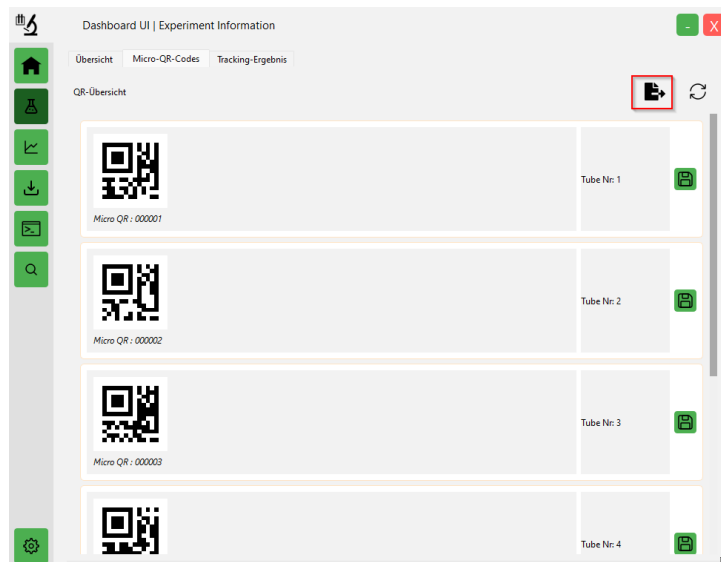 Dashboard UI | Experiment Information
-
X
Übersicht Micro-QR-Codes Tracking-Ergebnis
QR-Übersicht
Tube Nr: 1
Micro QR : 000001
Tube Nr: 2
Micro QR : 000002
Tube Nr: 3
Micro QR : 000003
Tube Nr: 4